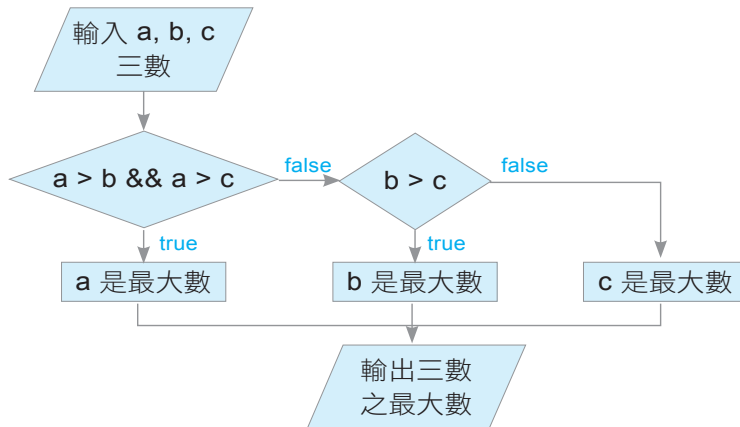 輸入 a, b, c
三數
a > b && a > c
false
b > c
false
true
true
a 是最大數
b 是最大數
c 是最大數
輸出三數
之最大數